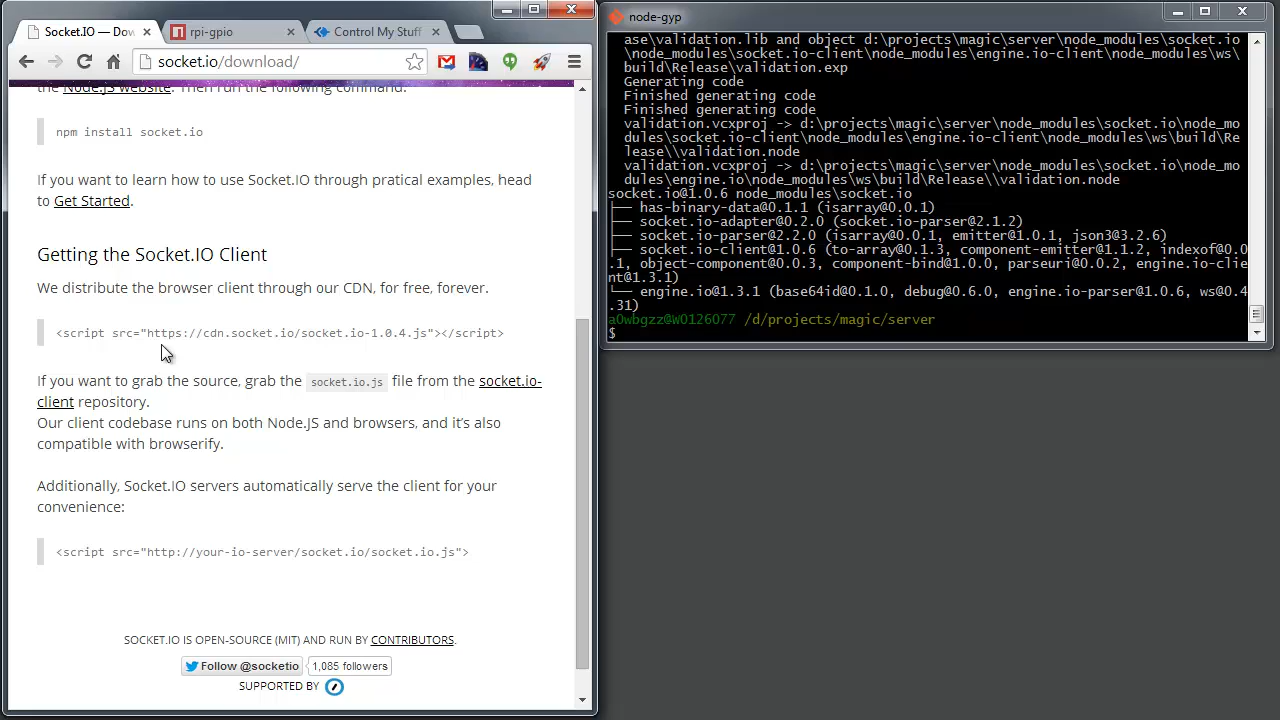 Socket.IO — Dow
rpi-gpio
Control My Stuff
socket.io/download/
the Node.JS website. Then run the following command:
npm install socket.io
If you want to learn how to use Socket.IO through pratical examples, head
to Get Started.
Getting the Socket.IO Client
We distribute the browser client through our CDN, for free, forever.
<script src="https://cdn.socket.io/socket.io-1.0.4.js"></script>
If you want to grab the source, grab the socket.io.js file from the socket.io-
client repository.
Our client codebase runs on both Node.JS and browsers, and it's also
compatible with browserify.
Additionally, Socket.IO servers automatically serve the client for your
convenience:
<script src="http://your-io-server/socket.io/socket.io.js">
SOCKET.IO IS OPEN-SOURCE (MIT) AND RUN BY CONTRIBUTORS.
Follow @socketio
1,085 followers
SUPPORTED BY
node-gyp
ase\validation.lib and object d:\projects\magic\server\node_modules\socket.io
\node_modules\socket.io-client\node_modules\engine.io-client\node_modules\ws\
build\Release\validation.exp
Generating code
Finished generating code
Finished generating code
validation.vcxproj -> d:\projects\magic\server\node_modules\socket.io\node_mo
dules\socket.io-client\node_modules\engine.io-client\node_modules\ws\build\Re
lease\\validation.node
validation.vcxproj -> d:\projects\magic\server\node_modules\socket.io\node_mo
dules\engine.io\node_modules\ws\build\Release\\validation.node
socket.io@1.0.6 node_modules\socket.io
├── has-binary-data@0.1.1 (isarray@0.0.1)
├── socket.io-adapter@0.2.0 (socket.io-parser@2.1.2)
├── socket.io-parser@2.2.0 (isarray@0.0.1, emitter@1.0.1, json3@3.2.6)
├── socket.io-client@1.0.6 (to-array@0.1.3, component-emitter@1.1.2, indexof@0.0
.1, object-component@0.0.3, component-bind@1.0.0, parseuri@0.0.2, engine.io-clie
nt@1.3.1)
└── engine.io@1.3.1 (base64id@0.1.0, debug@0.6.0, engine.io-parser@1.0.6, ws@0.4
.31)
a0wbgzz@W0126077 /d/projects/magic/server
$